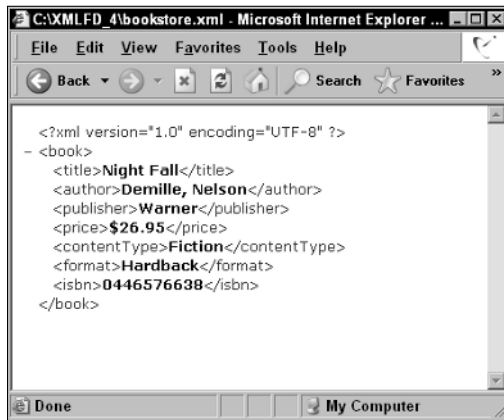 C:\XMLFD_4\bookstore.xml - Microsoft Internet Explorer ...
File Edit View Favorites Tools Help
Back Search Favorites »
<?xml version="1.0" encoding="UTF-8" ?>
- <book>
<title>Night Fall</title>
<author>Demille, Nelson</author>
<publisher>Warner</publisher>
<price>$26.95</price>
<contentType>Fiction</contentType>
<format>Hardback</format>
<isbn>0446576638</isbn>
</book>
Done My Computer